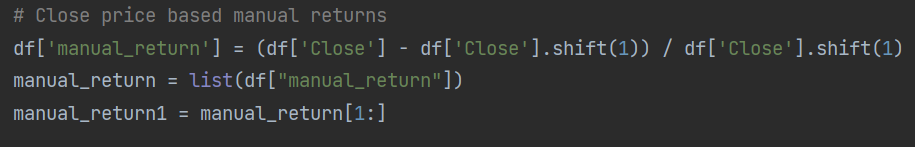 # Close price based manual returns
df['manual_return'] = (df['Close'] - df['Close'].shift(1)) / df['Close'].shift(1)
manual_return = list(df["manual_return"])
manual_return1 = manual_return[1:]